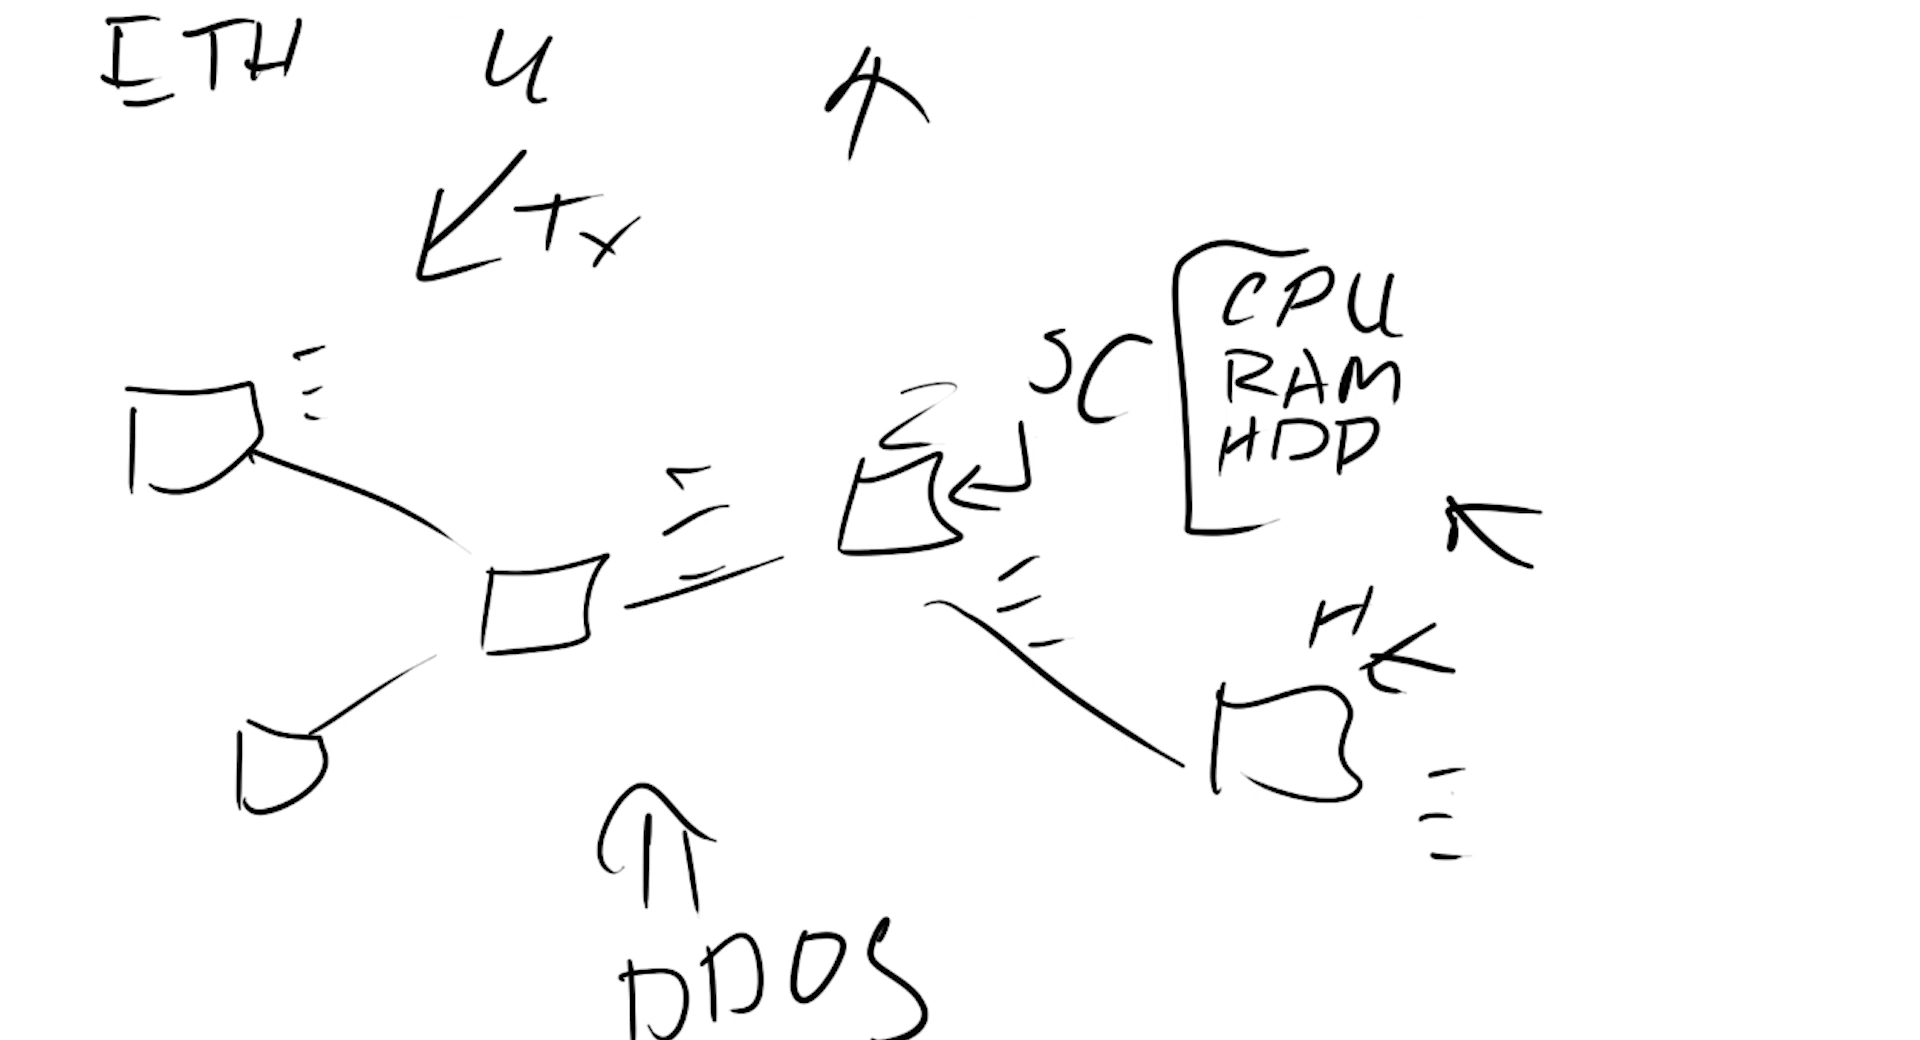 ETH U
Tx
SC
CPU
RAM
HDD
H
DDOS